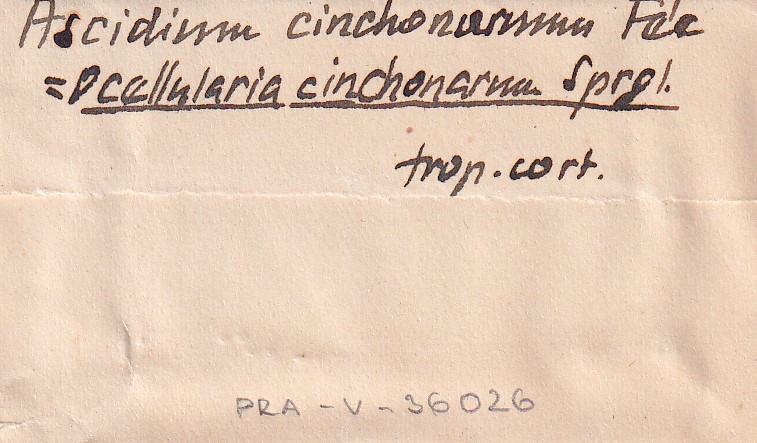 Ascidium cinchonarum Fée
= Ocellularia cinchonarum Sprgl.
trop. cort.
PRA-V-36026